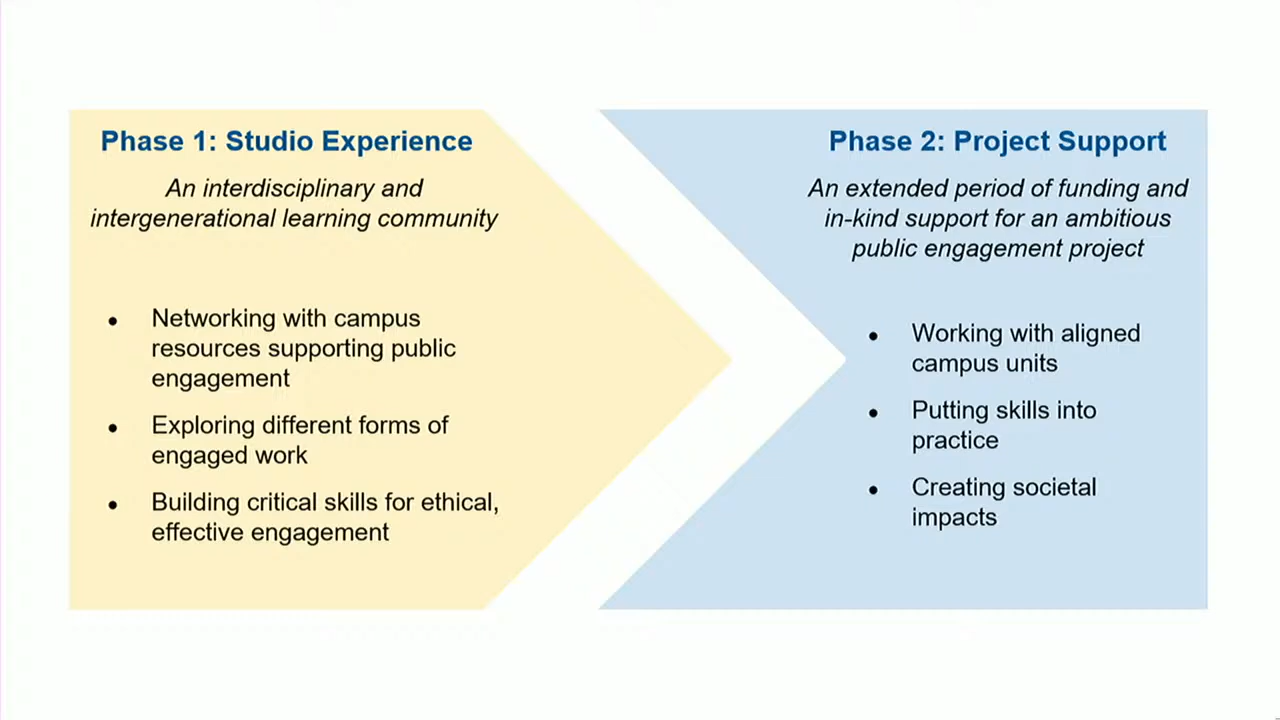 Phase 1: Studio Experience
An interdisciplinary and
intergenerational learning community
● Networking with campus
resources supporting public
engagement
● Exploring different forms of
engaged work
● Building critical skills for ethical,
effective engagement
Phase 2: Project Support
An extended period of funding and
in-kind support for an ambitious
public engagement project
● Working with aligned
campus units
● Putting skills into
practice
● Creating societal
impacts